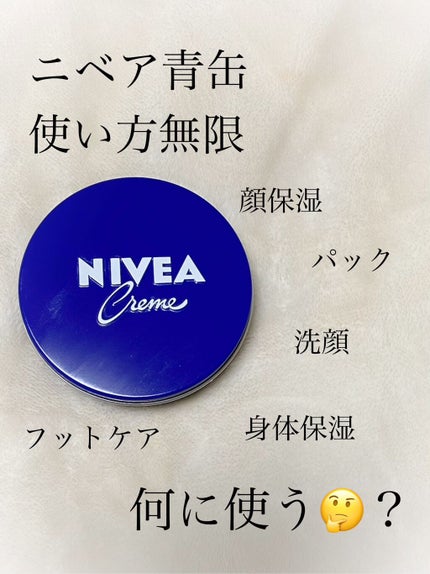 ニベア青缶
使い方無限
顔保湿
パック
NIVEA
Creme
洗顔
身体保湿
フットケア
何に使う🤔？